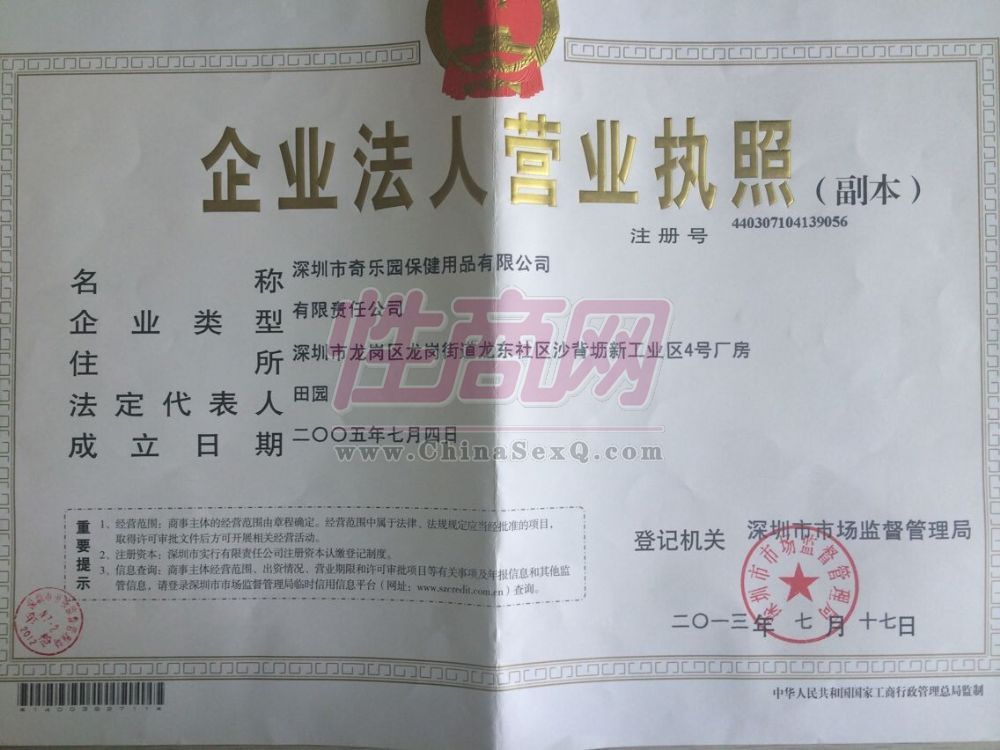 企业法人营业执照（副本）
注册号 440307104139056
名称 深圳市奇乐园保健用品有限公司
企业类型 有限责任公司
住所 深圳市龙岗区龙岗街道龙东社区沙背坜新工业区4号厂房
法定代表人 田园
成立日期 二〇〇五年七月四日
性商网
www.ChinaSexQ.com
重要提示
1、经营范围：商事主体的经营范围由章程确定。经营范围中属于法律、法规规定应当经批准的项目，
取得许可审批文件后方可开展相关经营活动。
2、注册资本：深圳市实行有限责任公司注册资本认缴登记制度。
3、信息查询：商事主体经营范围、出资情况、营业期限和许可审批项目等有关事项及年报信息和其他监
管信息，请登录深圳市市场监督管理局商事主体信用信息平台（网址：www.szcredit.com.cn）查询。
登记机关 深圳市市场监督管理局
深圳市市场监督管理局
二〇一三年七月十七日
2012
*1400392711*
中华人民共和国国家工商行政管理总局监制